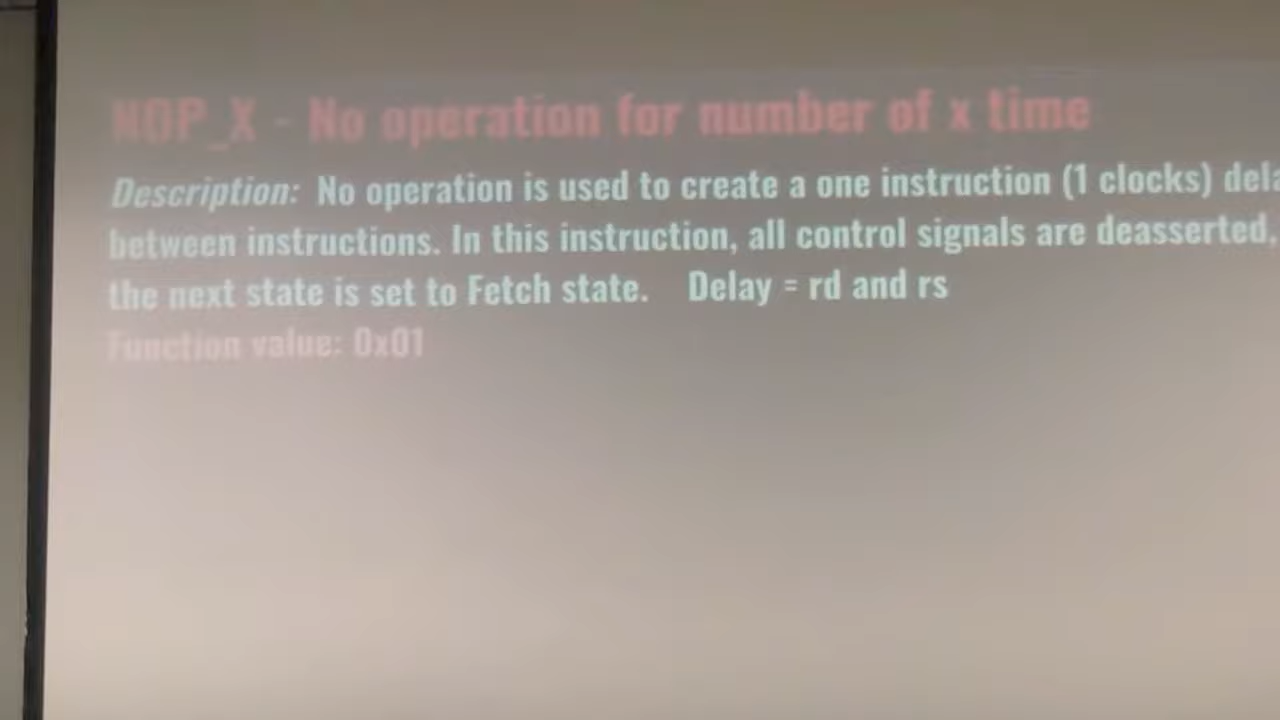 NOP_X - No operation for number of x time
Description: No operation is used to create a one instruction (1 clocks)
between instructions. In this instruction, all control signals are deasserted,
the next state is set to Fetch state. Delay = rd and rs
Function value: 0x01